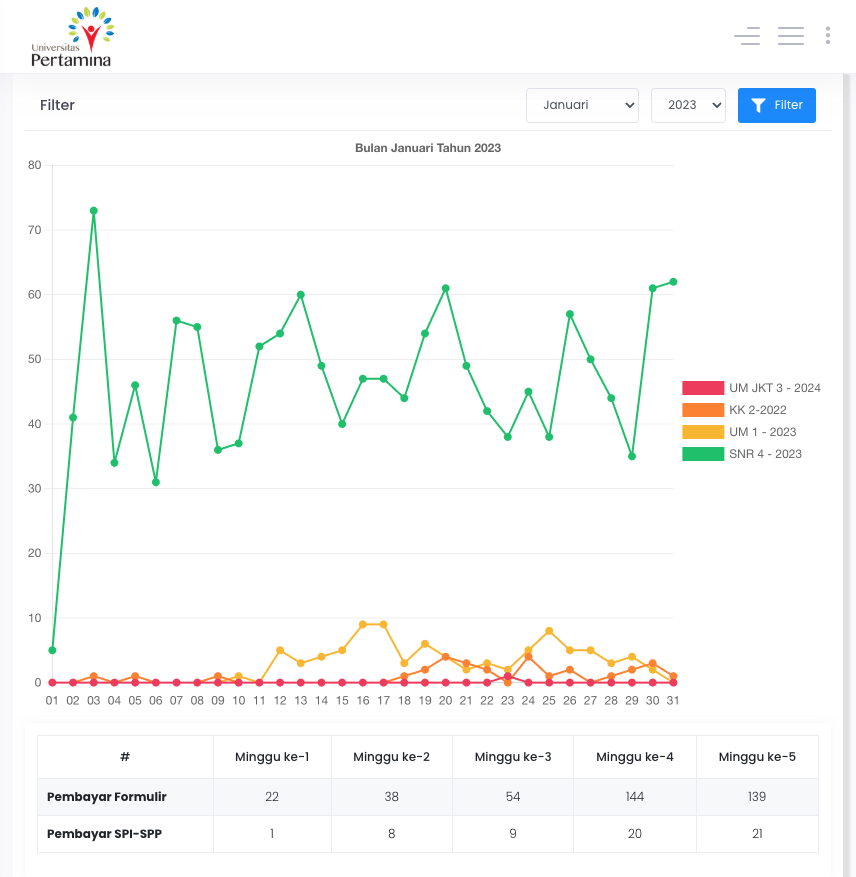 Universitas
Pertamina
Filter
Januari
2023
Filter
Bulan Januari Tahun 2023
80
70
60
50
40
30
20
10
0
01 02 03 04 05 06 07 08 09 10 11 12 13 14 15 16 17 18 19 20 21 22 23 24 25 26 27 28 29 30 31
UM JKT 3 - 2024
KK 2-2022
UM 1 - 2023
SNR 4 - 2023
# Minggu ke-1 Minggu ke-2 Minggu ke-3 Minggu ke-4 Minggu ke-5
Pembayar Formulir 22 38 54 144 139
Pembayar SPI-SPP 1 8 9 20 21